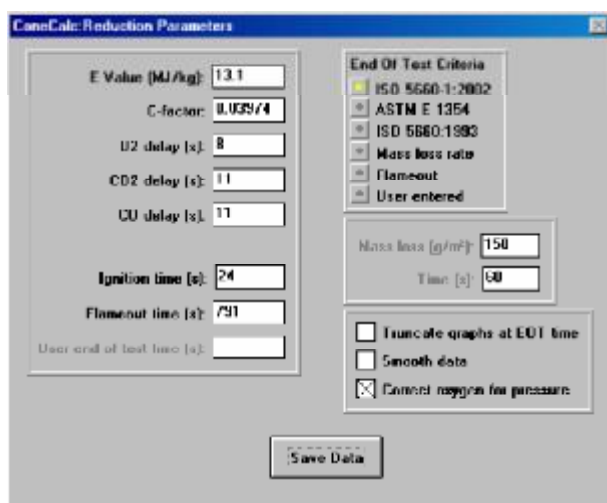 ConeCalc:Reduction Parameters
E Value (MJ/kg): 13.1
C-factor: 0.03974
O2 delay (s): 8
CO2 delay (s): 11
CO delay (s): 11
Ignition time (s): 24
Flameout time (s): 791
User end of test time (s):
End Of Test Criteria
ISO 5660-1:2002
ASTM E 1354
ISO 5660:1993
Mass loss rate
Flameout
User entered
Mass loss (g/m²): 150
Time (s): 60
Truncate graphs at EOT time
Smooth data
Correct oxygen for pressure
Save Data